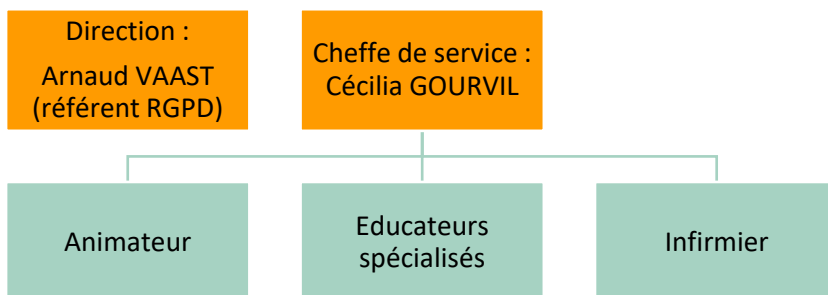 Direction :
Arnaud VAAST
(référent RGPD)
Cheffe de service :
Cécilia GOURVIL
Animateur
Educateurs
spécialisés
Infirmier